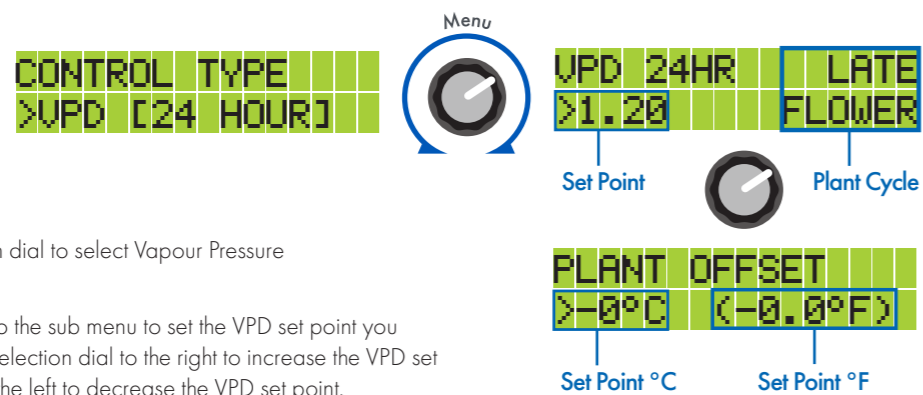 Menu
CONTROL TYPE
>VPD [24 HOUR]
VPD 24HR LATE
>1.20 FLOWER
Set Point Plant Cycle
PLANT OFFSET
>-0°C (-0.0°F)
Set Point °C Set Point °F
dial to select Vapour Pressure
the sub menu to set the VPD set point you
election dial to the right to increase the VPD set
he left to decrease the VPD set point.